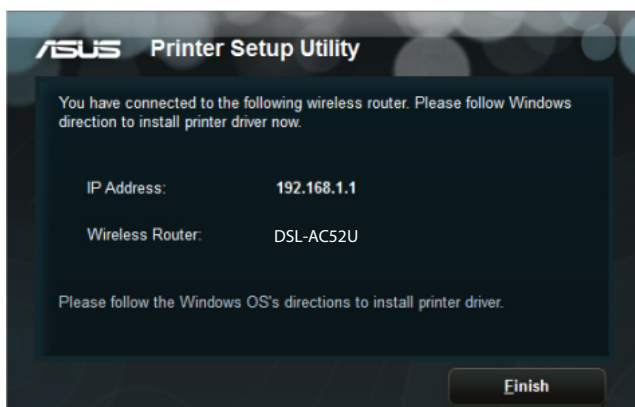 ASUS Printer Setup Utility
You have connected to the following wireless router. Please follow Windows
direction to install printer driver now.
IP Address: 192.168.1.1
Wireless Router: DSL-AC52U
Please follow the Windows OS's directions to install printer driver.
Finish